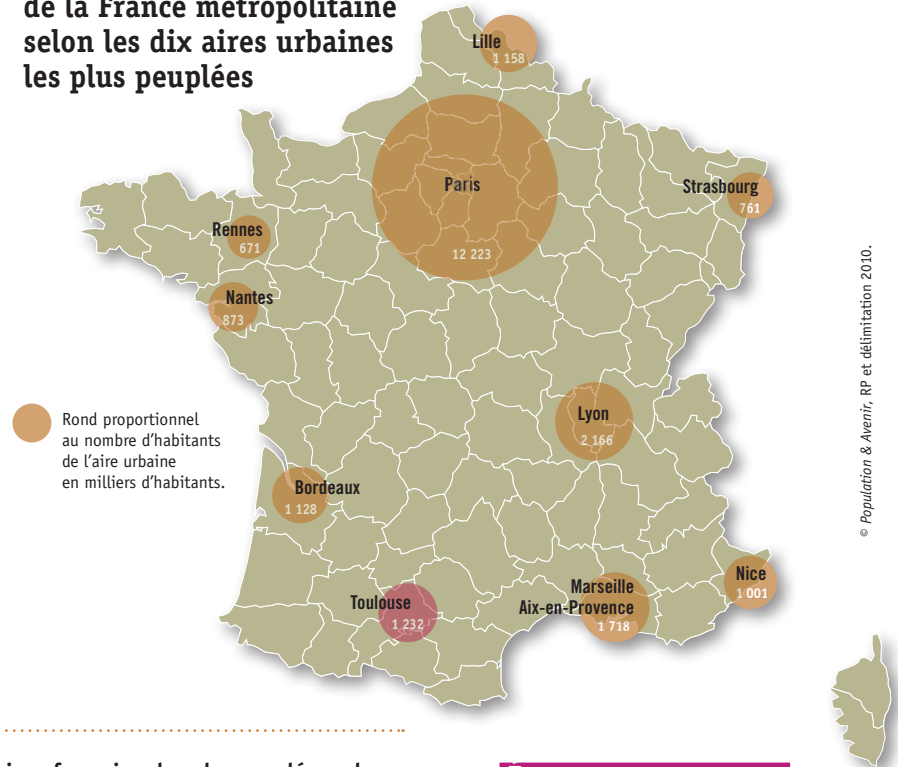 de la France métropolitaine
selon les dix aires urbaines
les plus peuplées
Lille
1 158
Paris
12 223
Strasbourg
761
Rennes
671
Nantes
873
Rond proportionnel
au nombre d'habitants
de l'aire urbaine
en milliers d'habitants.
Lyon
2 166
Bordeaux
1 128
Toulouse
1 232
Marseille
Aix-en-Provence
1 718
Nice
1 001
© Population & Avenir, RP et délimitation 2010.